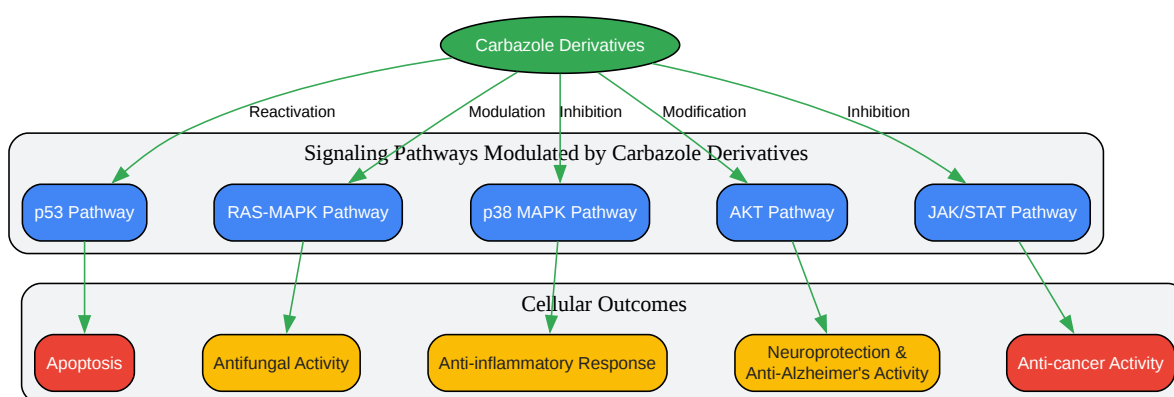 Carbazole Derivatives
Reactivation
Modulation
Inhibition
Modification
Inhibition
Signaling Pathways Modulated by Carbazole Derivatives
p53 Pathway
RAS-MAPK Pathway
p38 MAPK Pathway
AKT Pathway
JAK/STAT Pathway
Cellular Outcomes
Apoptosis
Antifungal Activity
Anti-inflammatory Response
Neuroprotection &
Anti-Alzheimer's Activity
Anti-cancer Activity